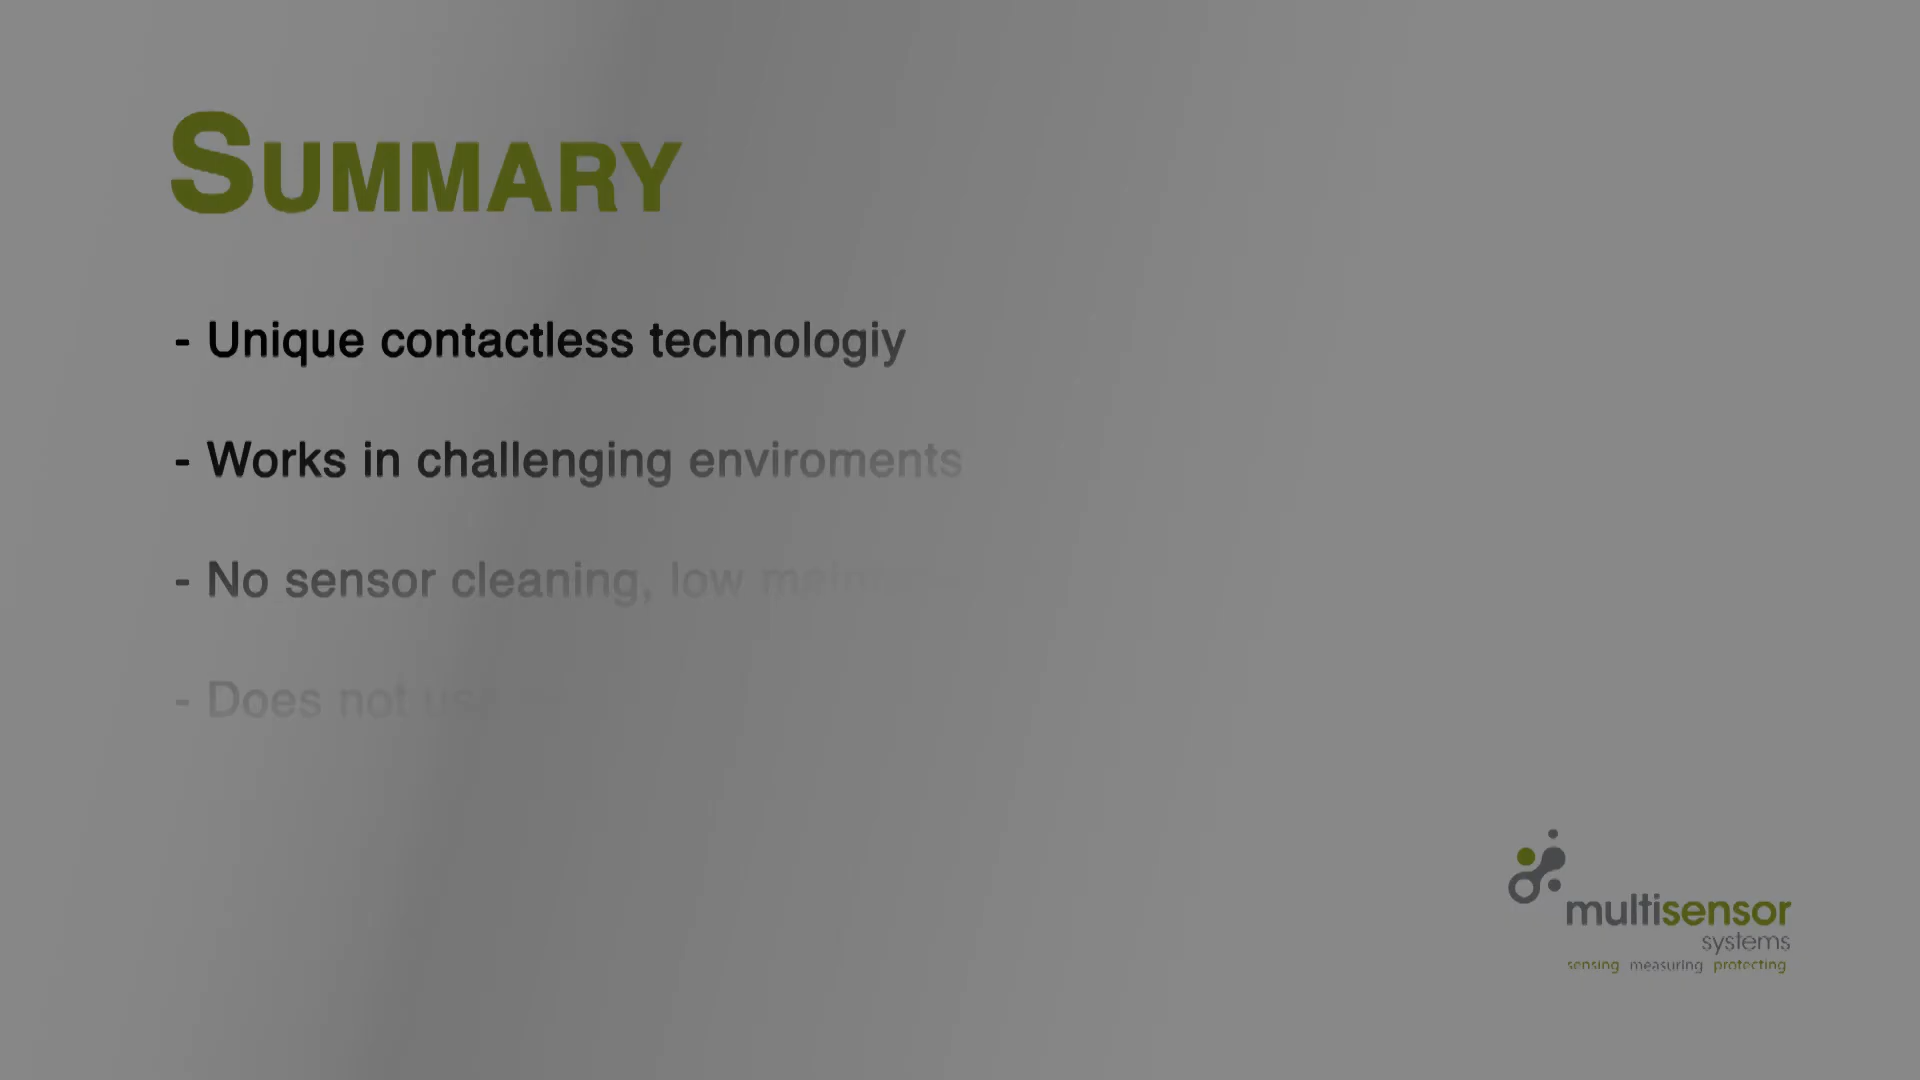 SUMMARY
- Unique contactless technologiy
- Works in challenging enviroments
- No sensor cleaning, low
- Does not use
multisensor
systems
sensing measuring protecting